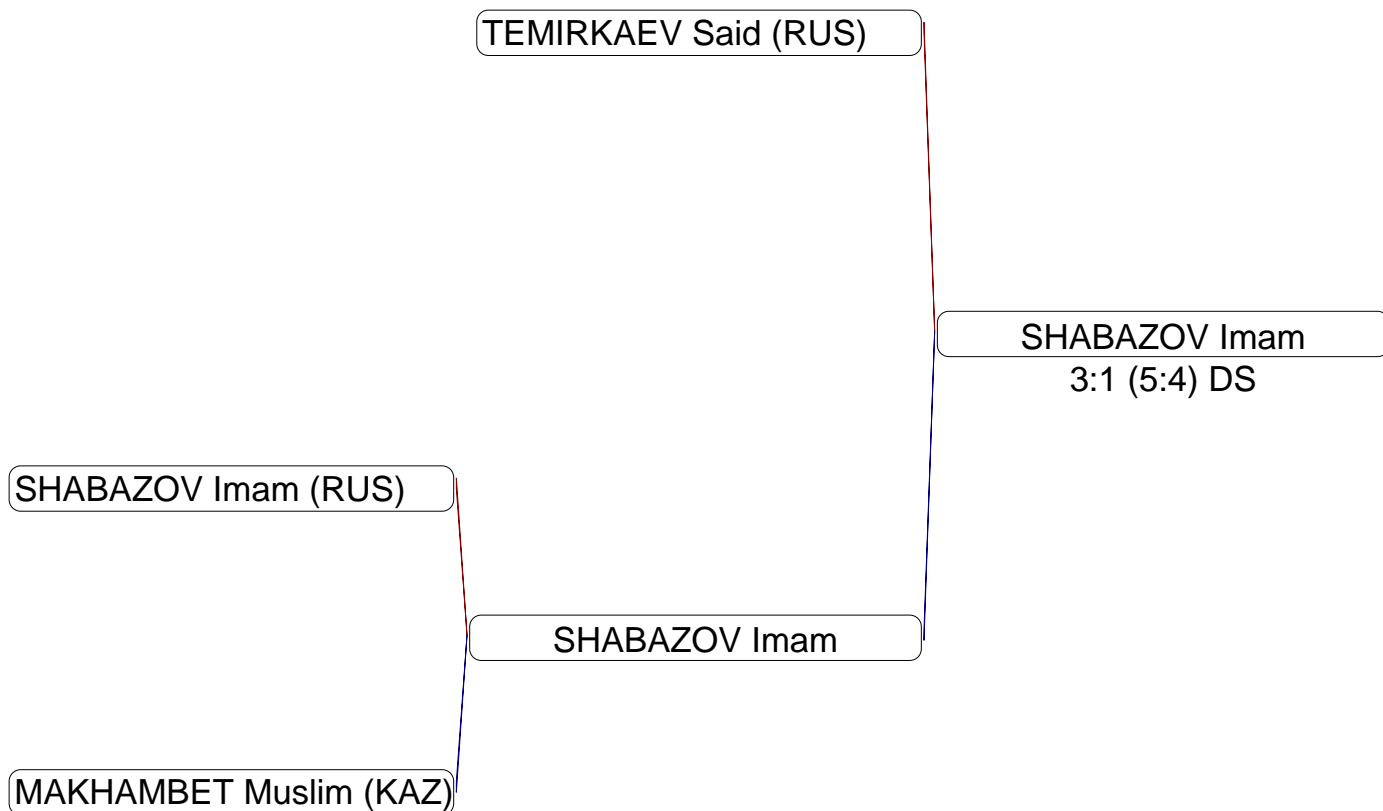 TEMIRKAEV Said (RUS)
SHABAZOV Imam
3:1 (5:4) DS
SHABAZOV Imam (RUS)
SHABAZOV Imam
MAKHAMBET Muslim (KAZ)